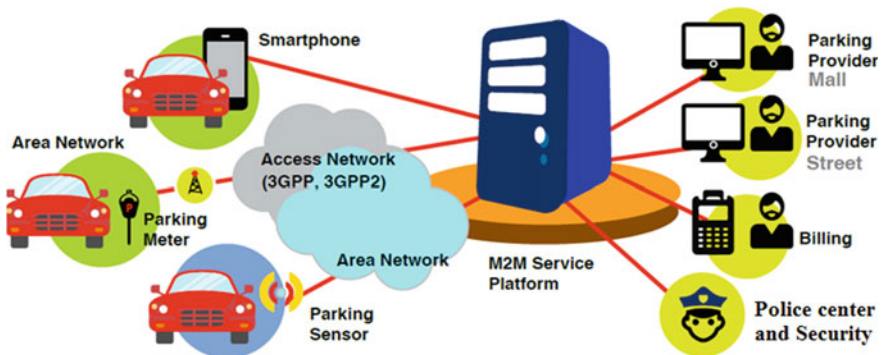 Smartphone
Area Network
Parking
Meter
P
Access Network
(3GPP, 3GPP2)
Area Network
Parking
Sensor
M2M Service
Platform
Parking
Provider
Mall
Parking
Provider
Street
Billing
Police center
and Security